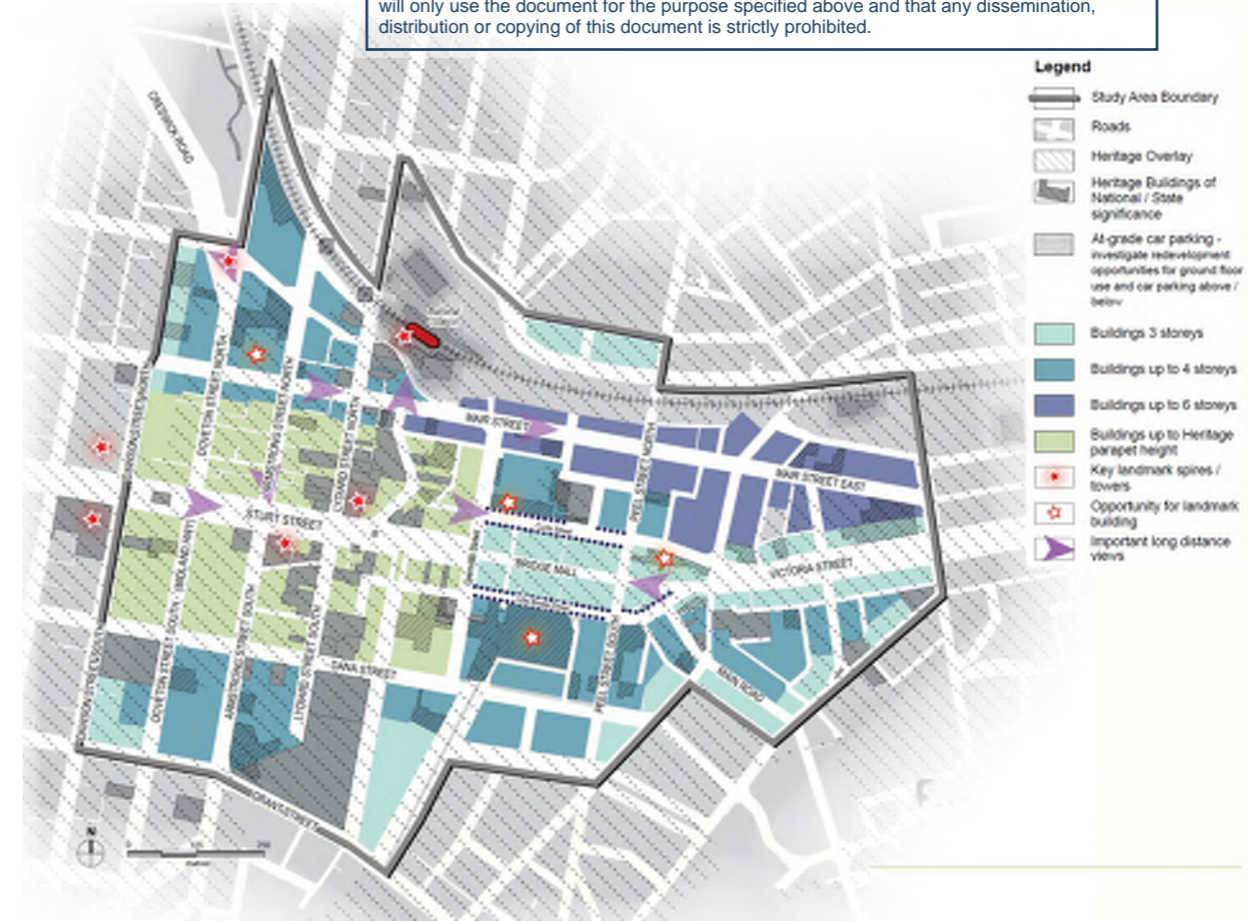 will only use the document for the purpose specified above and that any dissemination,
distribution or copying of this document is strictly prohibited.
Legend
Study Area Boundary
Roads
Heritage Overlay
Heritage Buildings of
National / State
significance
At-grade car parking -
investigate redevelopment
opportunities for ground floor
use and car parking above /
below
Buildings 3 storeys
Buildings up to 4 storeys
Buildings up to 6 storeys
Buildings up to Heritage
parapet height
Key landmark spires /
towers
Opportunity for landmark
building
Important long distance
views
CRESWICK ROAD
DOVETON STREET NORTH
ARMSTRONG STREET NORTH
LYDIARD STREET NORTH
MAIR STREET
PEEL STREET NORTH
MAIR STREET EAST
STURT STREET
BRIDGE MALL
VICTORIA STREET
DOVETON STREET SOUTH (MIDLAND HWY)
ARMSTRONG STREET SOUTH
LYDIARD STREET SOUTH
DANA STREET
PEEL STREET SOUTH
MAIN ROAD
GRANT STREET
N